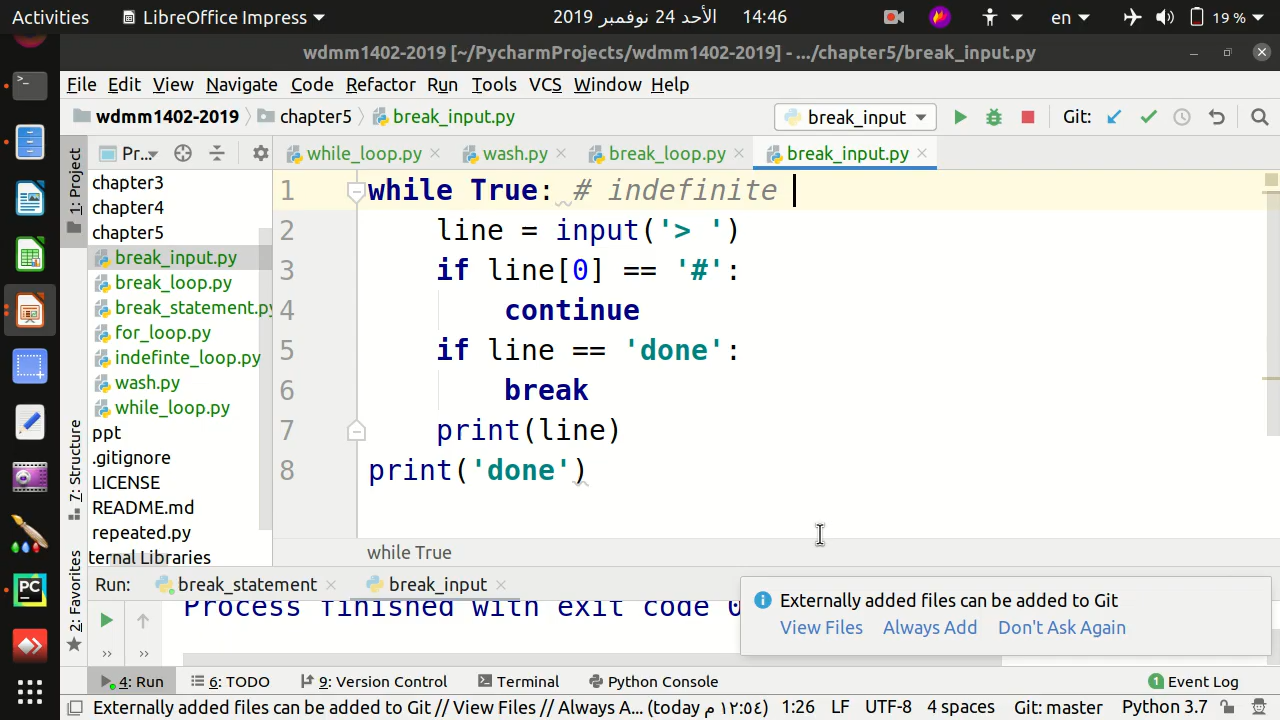 Activities LibreOffice Impress الأحد 24 نوفمبر 2019 14:46 en 19 %
wdmm1402-2019 [~/PycharmProjects/wdmm1402-2019] - .../chapter5/break_input.py
File Edit View Navigate Code Refactor Run Tools VCS Window Help
wdmm1402-2019 chapter5 break_input.py break_input Git:
1: Project Pr... while_loop.py wash.py break_loop.py break_input.py
chapter3
chapter4
chapter5
break_input.py
break_loop.py
break_statement.py
for_loop.py
indefinte_loop.py
wash.py
while_loop.py
ppt
.gitignore
LICENSE
README.md
repeated.py
ternal Libraries
1 while True: # indefinite
2 line = input('> ')
3 if line[0] == '#':
4 continue
5 if line == 'done':
6 break
7 print(line)
8 print('done')
while True
7: Structure
2: Favorites
Run: break_statement break_input
Process finished with exit code 0
Externally added files can be added to Git
View Files Always Add Don't Ask Again
4: Run 6: TODO 9: Version Control Terminal Python Console 1 Event Log
Externally added files can be added to Git // View Files // Always A... (today ١٢:٥٤ م) 1:26 LF UTF-8 4 spaces Git: master Python 3.7